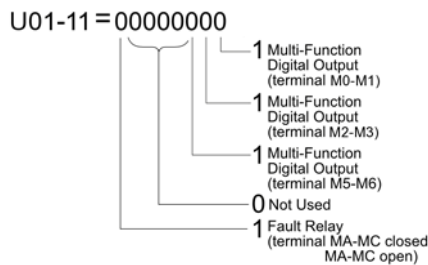 U01-11=00000000
1 Multi-Function
Digital Output
(terminal M0-M1)
1 Multi-Function
Digital Output
(terminal M2-M3)
1 Multi-Function
Digital Output
(terminal M5-M6)
0 Not Used
1 Fault Relay
(terminal MA-MC closed
MA-MC open)